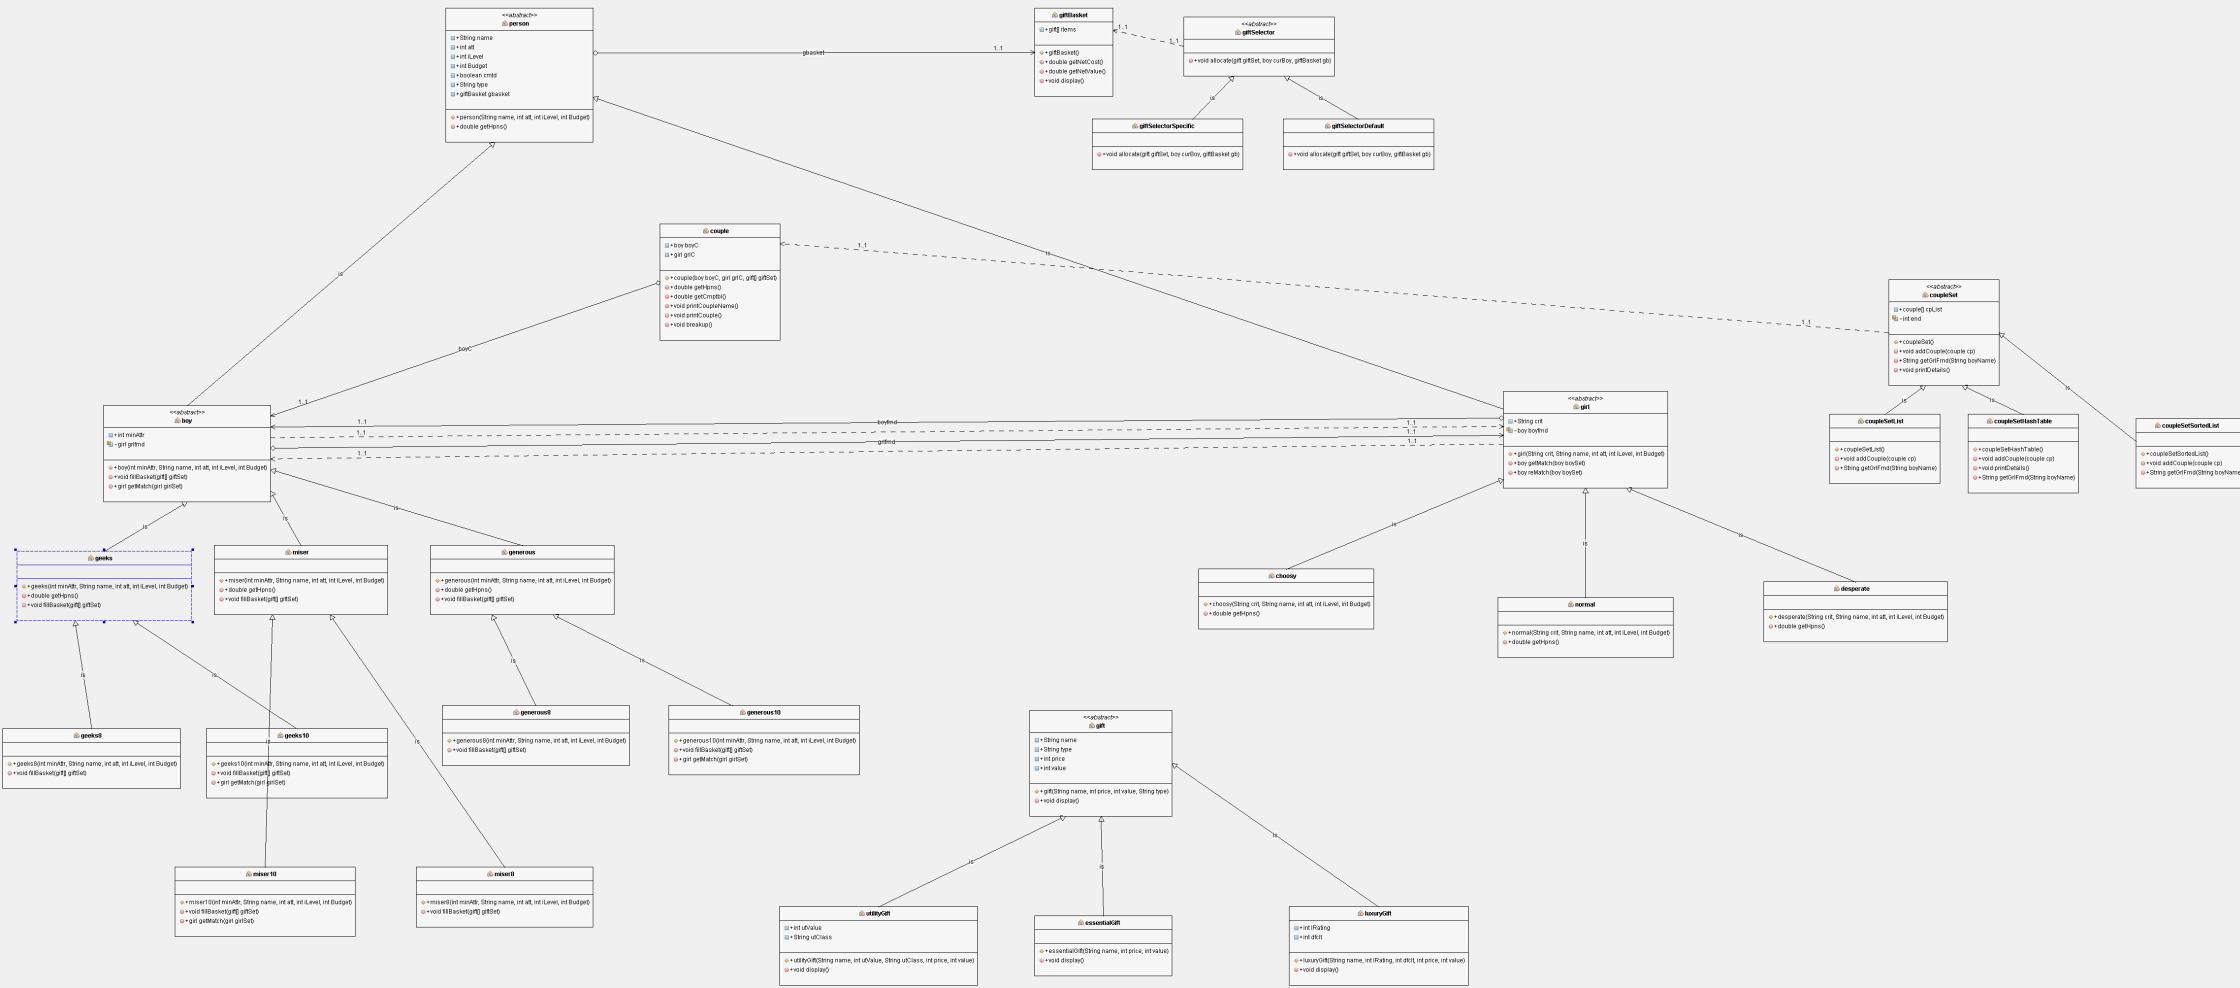 <<abstract>>
person
+ String name
+ int att
+ int iLevel
+ int Budget
+ boolean cmtd
+ String type
+ giftBasket gbasket
+ person(String name, int att, int iLevel, int Budget)
+ double getHpns()
gbasket
1..1
giftBasket
+ gift[] items
+ giftBasket()
+ double getNetCost()
+ double getNetValue()
+ void display()
1..1
1..1
<<abstract>>
giftSelector
+ void allocate(gift giftSet, boy curBoy, giftBasket gb)
is
is
giftSelectorSpecific
+ void allocate(gift giftSet, boy curBoy, giftBasket gb)
giftSelectorDefault
+ void allocate(gift giftSet, boy curBoy, giftBasket gb)
is
is
couple
+ boy boyC
+ girl grlC
+ couple(boy boyC, girl grlC, gift[] giftSet)
+ double getHpns()
+ double getCmptbl()
+ void printCoupleName()
+ void printCouple()
+ void breakup()
1..1
1..1
boyC
1..1
<<abstract>>
coupleSet
+ couple[] cpList
- int end
+ coupleSet()
+ void addCouple(couple cp)
+ String getGrlFrnd(String boyName)
+ void printDetails()
is
is
is
coupleSetList
+ coupleSetList()
+ void addCouple(couple cp)
+ String getGrlFrnd(String boyName)
coupleSetHashTable
+ coupleSetHashTable()
+ void addCouple(couple cp)
+ void printDetails()
+ String getGrlFrnd(String boyName)
coupleSetSortedList
+ coupleSetSortedList()
+ void addCouple(couple cp)
+ String getGrlFrnd(String boyName
<<abstract>>
boy
+ int minAttr
- girl grlfrnd
+ boy(int minAttr, String name, int att, int iLevel, int Budget)
+ void fillBasket(gift[] giftSet)
+ girl getMatch(girl girlSet)
1..1
boyfrnd
1..1
1..1
grlfrnd
1..1
1..1
1..1
<<abstract>>
girl
+ String crit
- boy boyfrnd
+ girl(String crit, String name, int att, int iLevel, int Budget)
+ boy getMatch(boy boySet)
+ boy reMatch(boy boySet)
is
is
is
is
is
is
geeks
+ geeks(int minAttr, String name, int att, int iLevel, int Budget)
+ double getHpns()
+ void fillBasket(gift[] giftSet)
miser
+ miser(int minAttr, String name, int att, int iLevel, int Budget)
+ double getHpns()
+ void fillBasket(gift[] giftSet)
generous
+ generous(int minAttr, String name, int att, int iLevel, int Budget)
+ double getHpns()
+ void fillBasket(gift[] giftSet)
choosy
+ choosy(String crit, String name, int att, int iLevel, int Budget)
+ double getHpns()
normal
+ normal(String crit, String name, int att, int iLevel, int Budget)
+ double getHpns()
desperate
+ desperate(String crit, String name, int att, int iLevel, int Budget)
+ double getHpns()
is
is
is
is
is
is
geeks8
+ geeks8(int minAttr, String name, int att, int iLevel, int Budget)
+ void fillBasket(gift[] giftSet)
geeks10
+ geeks10(int minAttr, String name, int att, int iLevel, int Budget)
+ void fillBasket(gift[] giftSet)
+ girl getMatch(girl girlSet)
generous8
+ generous8(int minAttr, String name, int att, int iLevel, int Budget)
+ void fillBasket(gift[] giftSet)
generous10
+ generous10(int minAttr, String name, int att, int iLevel, int Budget)
+ void fillBasket(gift[] giftSet)
+ girl getMatch(girl girlSet)
<<abstract>>
gift
+ String name
+ String type
+ int price
+ int value
+ gift(String name, int price, int value, String type)
+ void display()
is
is
is
miser10
+ miser10(int minAttr, String name, int att, int iLevel, int Budget)
+ void fillBasket(gift[] giftSet)
+ girl getMatch(girl girlSet)
miser8
+ miser8(int minAttr, String name, int att, int iLevel, int Budget)
+ void fillBasket(gift[] giftSet)
utilityGift
+ int utValue
+ String utClass
+ utilityGift(String name, int utValue, String utClass, int price, int value)
+ void display()
essentialGift
+ essentialGift(String name, int price, int value)
+ void display()
luxuryGift
+ int lRating
+ int dfclt
+ luxuryGift(String name, int lRating, int dfclt, int price, int value)
+ void display()